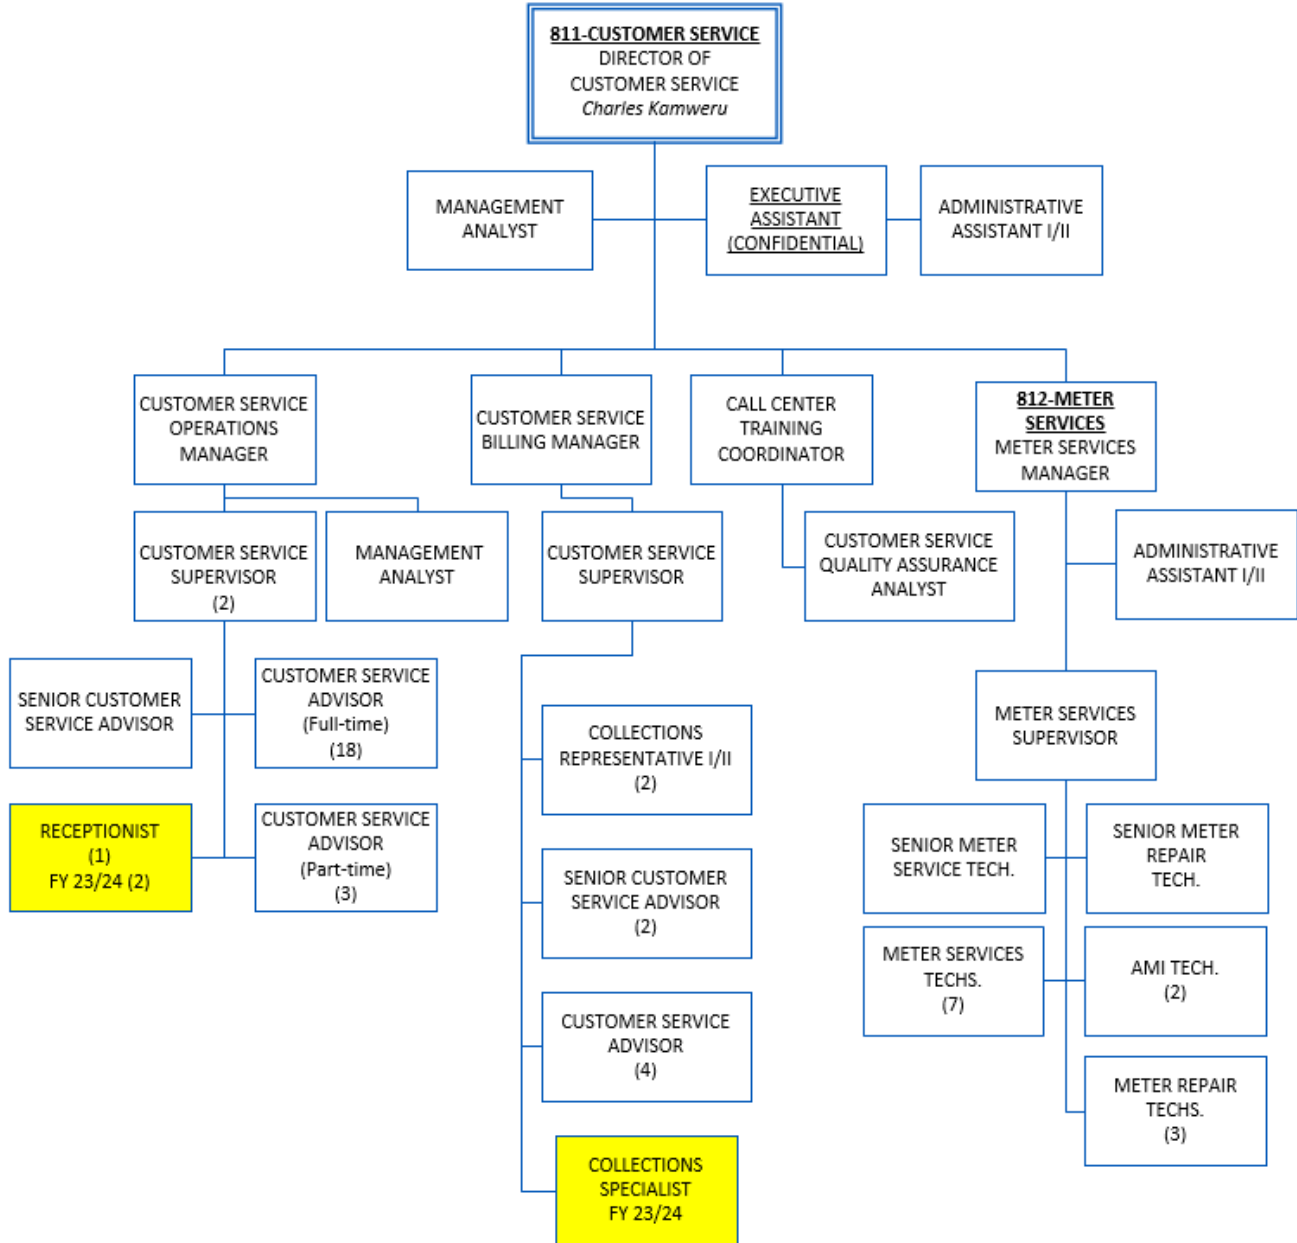 811-CUSTOMER SERVICE
DIRECTOR OF
CUSTOMER SERVICE
Charles Kamweru
MANAGEMENT
ANALYST
EXECUTIVE
ASSISTANT
(CONFIDENTIAL)
ADMINISTRATIVE
ASSISTANT I/II
CUSTOMER SERVICE
OPERATIONS
MANAGER
CUSTOMER SERVICE
BILLING MANAGER
CALL CENTER
TRAINING
COORDINATOR
812-METER
SERVICES
METER SERVICES
MANAGER
CUSTOMER SERVICE
SUPERVISOR
(2)
MANAGEMENT
ANALYST
CUSTOMER SERVICE
SUPERVISOR
CUSTOMER SERVICE
QUALITY ASSURANCE
ANALYST
ADMINISTRATIVE
ASSISTANT I/II
SENIOR CUSTOMER
SERVICE ADVISOR
CUSTOMER SERVICE
ADVISOR
(Full-time)
(18)
COLLECTIONS
REPRESENTATIVE I/II
(2)
METER SERVICES
SUPERVISOR
RECEPTIONIST
(1)
FY 23/24 (2)
CUSTOMER SERVICE
ADVISOR
(Part-time)
(3)
SENIOR CUSTOMER
SERVICE ADVISOR
(2)
SENIOR METER
SERVICE TECH.
SENIOR METER
REPAIR
TECH.
METER SERVICES
TECHS.
(7)
AMI TECH.
(2)
CUSTOMER SERVICE
ADVISOR
(4)
METER REPAIR
TECHS.
(3)
COLLECTIONS
SPECIALIST
FY 23/24